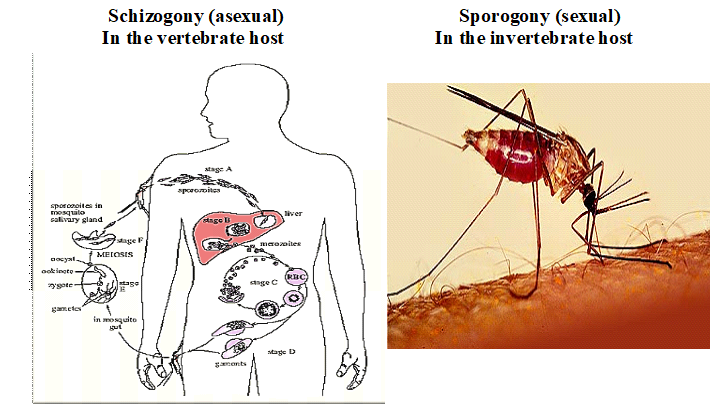 Schizogony (asexual)
In the vertebrate host
Sporogony (sexual)
In the invertebrate host
stage A
sporozoites
sporozoites in
mosquito
salivary gland
stage B
liver
merozoites
stage F
MEIOSIS
oocyst
ookinete
zygote
stage
E
gametes
in mosquito
gut
RBC
stage C
stage D
gamonts